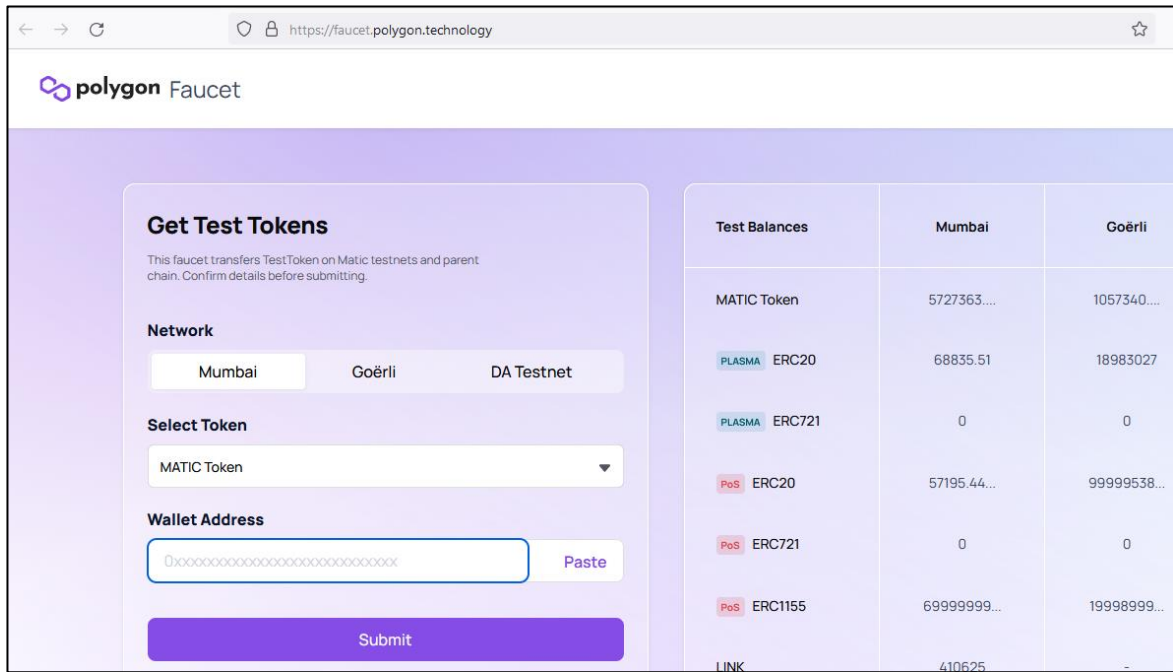 https://faucet.polygon.technology
polygon Faucet
Get Test Tokens
This faucet transfers TestToken on Matic testnets and parent
chain. Confirm details before submitting.
Network
Mumbai Goërli DA Testnet
Select Token
MATIC Token
Wallet Address
0xxxxxxxxxxxxxxxxxxxxxxxxxxx Paste
Submit
Test Balances Mumbai Goërli
MATIC Token 5727363.... 1057340....
PLASMA ERC20 68835.51 18983027
PLASMA ERC721 0 0
PoS ERC20 57195.44... 99999538...
PoS ERC721 0 0
PoS ERC1155 69999999... 19998999...
LINK 410625 -